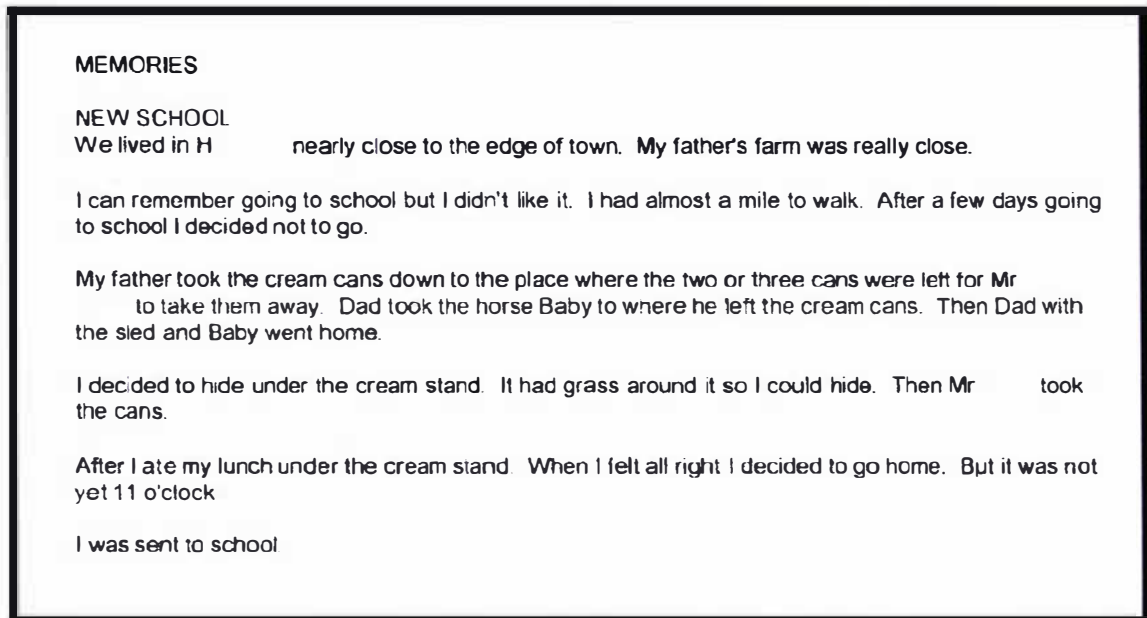 MEMORIES
NEW SCHOOL
We lived in H nearly close to the edge of town. My father's farm was really close.
I can remember going to school but I didn't like it. I had almost a mile to walk. After a few days going
to school I decided not to go.
My father took the cream cans down to the place where the two or three cans were left for Mr
to take them away. Dad took the horse Baby to where he left the cream cans. Then Dad with
the sled and Baby went home.
I decided to hide under the cream stand. It had grass around it so I could hide. Then Mr took
the cans.
After I ate my lunch under the cream stand. When I felt all right I decided to go home. But it was not
yet 11 o'clock
I was sent to school